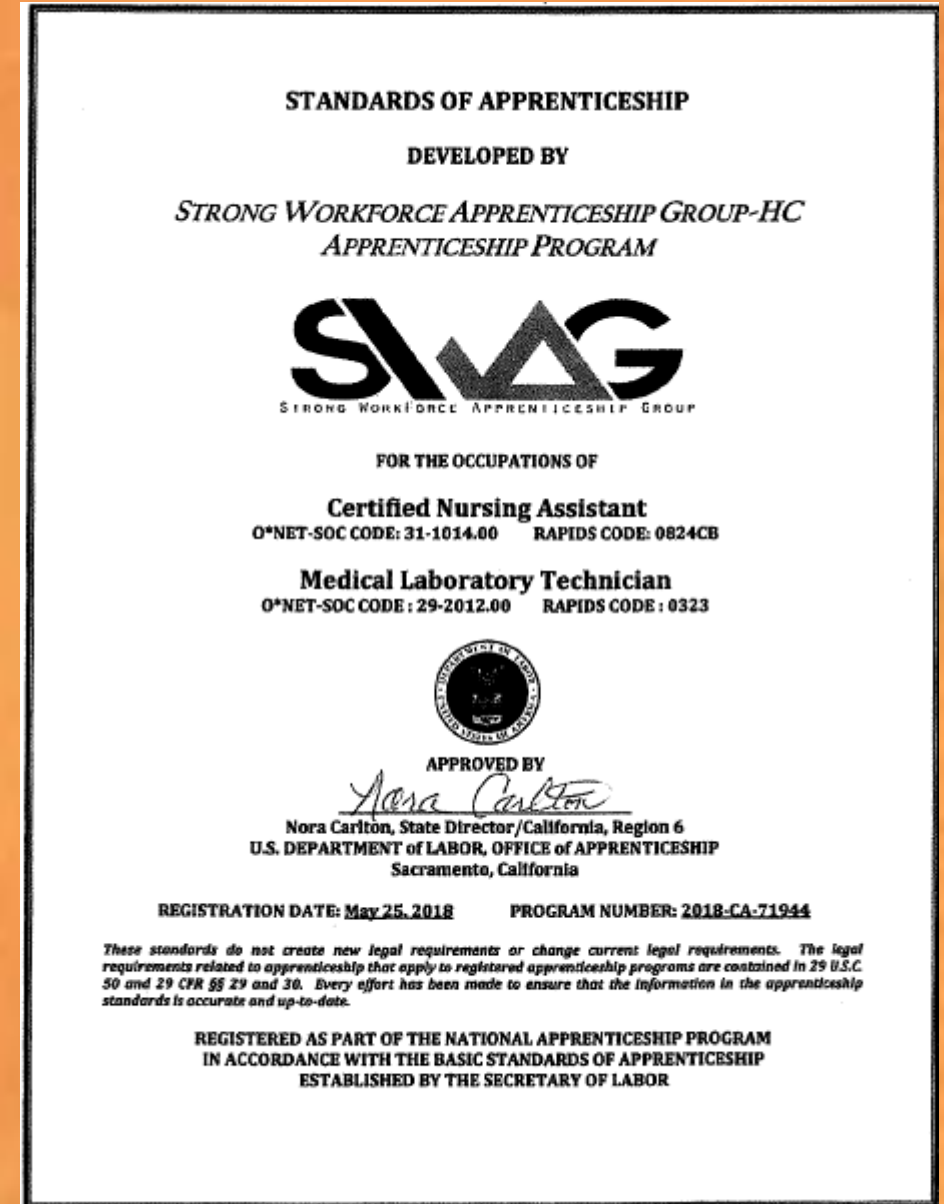 STANDARDS OF APPRENTICESHIP
DEVELOPED BY
STRONG WORKFORCE APPRENTICESHIP GROUP-HC
APPRENTICESHIP PROGRAM
SWAG
STRONG WORKFORCE APPRENTICESHIP GROUP
FOR THE OCCUPATIONS OF
Certified Nursing Assistant
O*NET-SOC CODE: 31-1014.00 RAPIDS CODE: 0824CB
Medical Laboratory Technician
O*NET-SOC CODE : 29-2012.00 RAPIDS CODE : 0323
DEPARTMENT OF LABOR
UNITED STATES OF AMERICA
APPROVED BY
Nora Carlton
Nora Carlton, State Director/California, Region 6
U.S. DEPARTMENT of LABOR, OFFICE of APPRENTICESHIP
Sacramento, California
REGISTRATION DATE: May 25, 2018 PROGRAM NUMBER: 2018-CA-71944
These standards do not create new legal requirements or change current legal requirements. The legal
requirements related to apprenticeship that apply to registered apprenticeship programs are contained in 29 U.S.C.
50 and 29 CFR §§ 29 and 30. Every effort has been made to ensure that the information in the apprenticeship
standards is accurate and up-to-date.
REGISTERED AS PART OF THE NATIONAL APPRENTICESHIP PROGRAM
IN ACCORDANCE WITH THE BASIC STANDARDS OF APPRENTICESHIP
ESTABLISHED BY THE SECRETARY OF LABOR